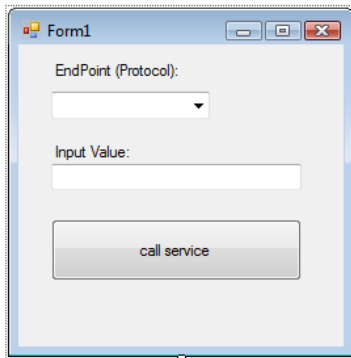 Form1
EndPoint (Protocol):
Input Value:
call service